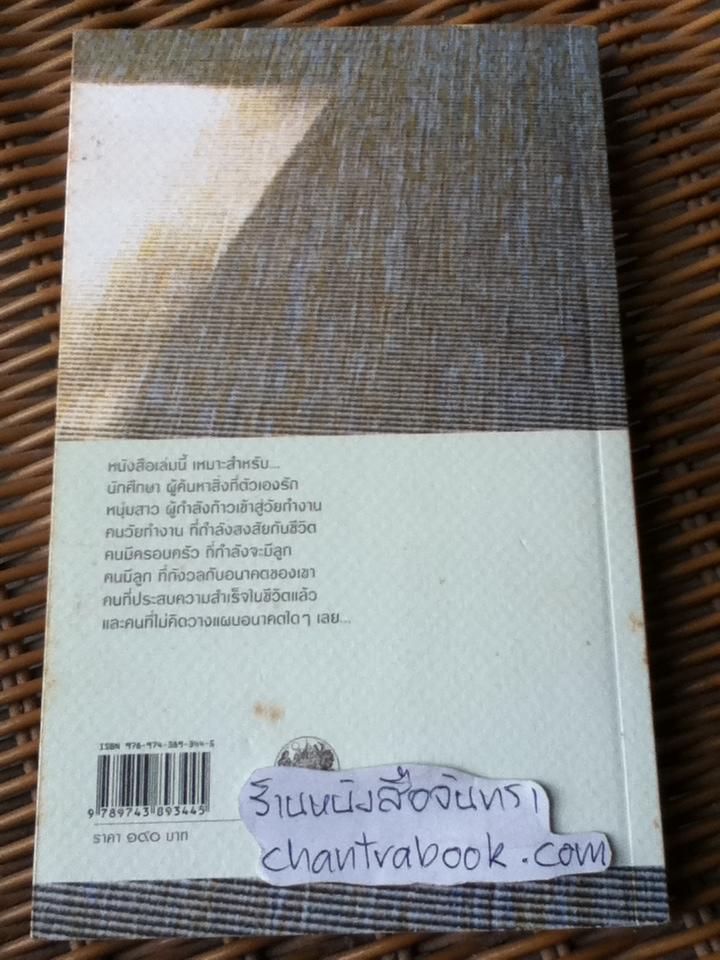 หนังสือเล่มนี้ เหมาะสำหรับ...
นักศึกษา ผู้ค้นหาสิ่งที่ตัวเองรัก
หนุ่มสาว ผู้กำลังก้าวเข้าสู่วัยทำงาน
คนวัยทำงาน ที่กำลังสงสัยกับชีวิต
คนมีครอบครัว ที่กำลังจะมีลูก
คนมีลูก ที่กังวลกับอนาคตของเขา
คนที่ประสบความสำเร็จในชีวิตแล้ว
และคนที่ไม่คิดวางแผนอนาคตใดๆ เลย...
ISBN 978-974-389-344-5
9 789743 893445
ราคา ๑๙๐ บาท
ร้านหนังสือจันทรา
chantrabook.com